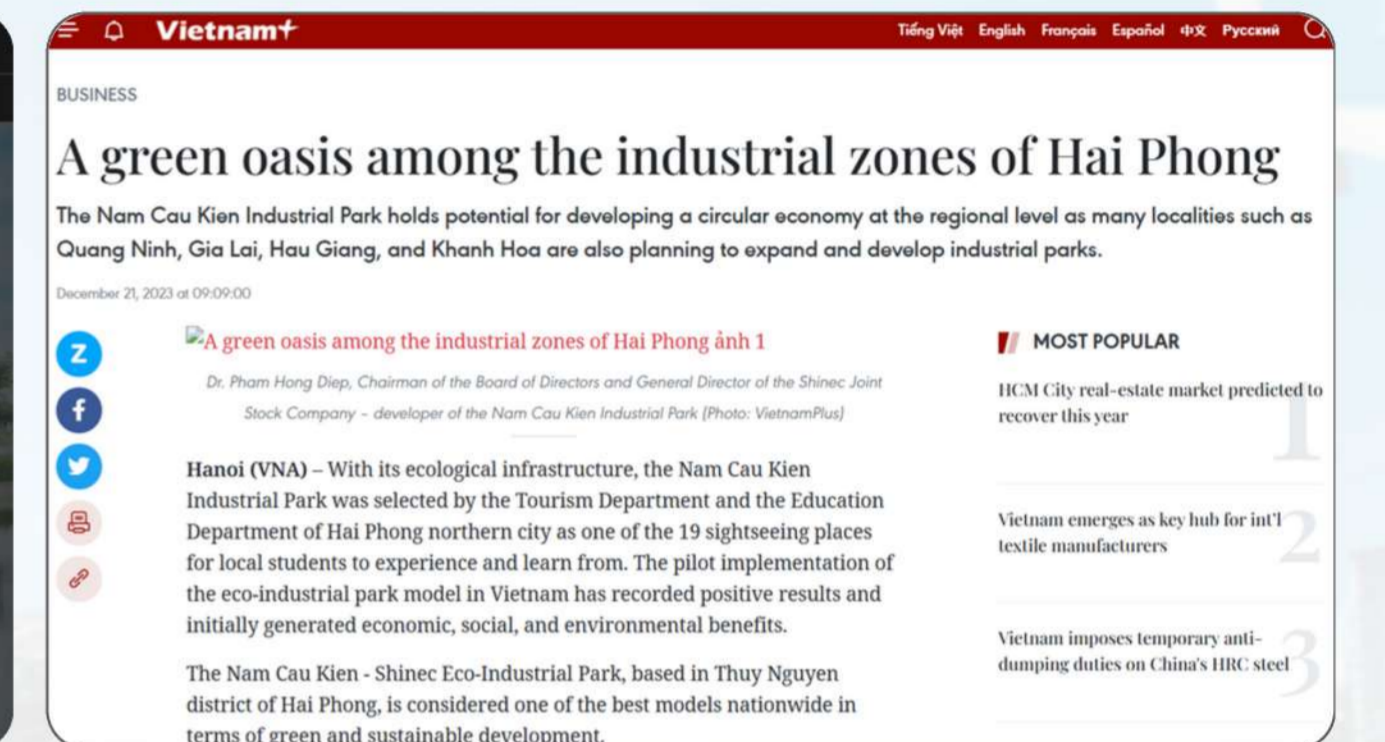 Vietnam+
Tiếng Việt English Français Español 中文 Русский
BUSINESS
A green oasis among the industrial zones of Hai Phong
The Nam Cau Kien Industrial Park holds potential for developing a circular economy at the regional level as many localities such as
Quang Ninh, Gia Lai, Hau Giang, and Khanh Hoa are also planning to expand and develop industrial parks.
December 21, 2023 at 09:09:00
A green oasis among the industrial zones of Hai Phong ảnh 1
Dr. Pham Hong Diep, Chairman of the Board of Directors and General Director of the Shinec Joint
Stock Company – developer of the Nam Cau Kien Industrial Park (Photo: VietnamPlus)
Hanoi (VNA) – With its ecological infrastructure, the Nam Cau Kien
Industrial Park was selected by the Tourism Department and the Education
Department of Hai Phong northern city as one of the 19 sightseeing places
for local students to experience and learn from. The pilot implementation of
the eco-industrial park model in Vietnam has recorded positive results and
initially generated economic, social, and environmental benefits.
The Nam Cau Kien - Shinec Eco-Industrial Park, based in Thuy Nguyen
district of Hai Phong, is considered one of the best models nationwide in
terms of green and sustainable development.
Z
f
MOST POPULAR
HCM City real-estate market predicted to
recover this year
1
Vietnam emerges as key hub for int'l
textile manufacturers
2
Vietnam imposes temporary anti-
dumping duties on China's HRC steel
3